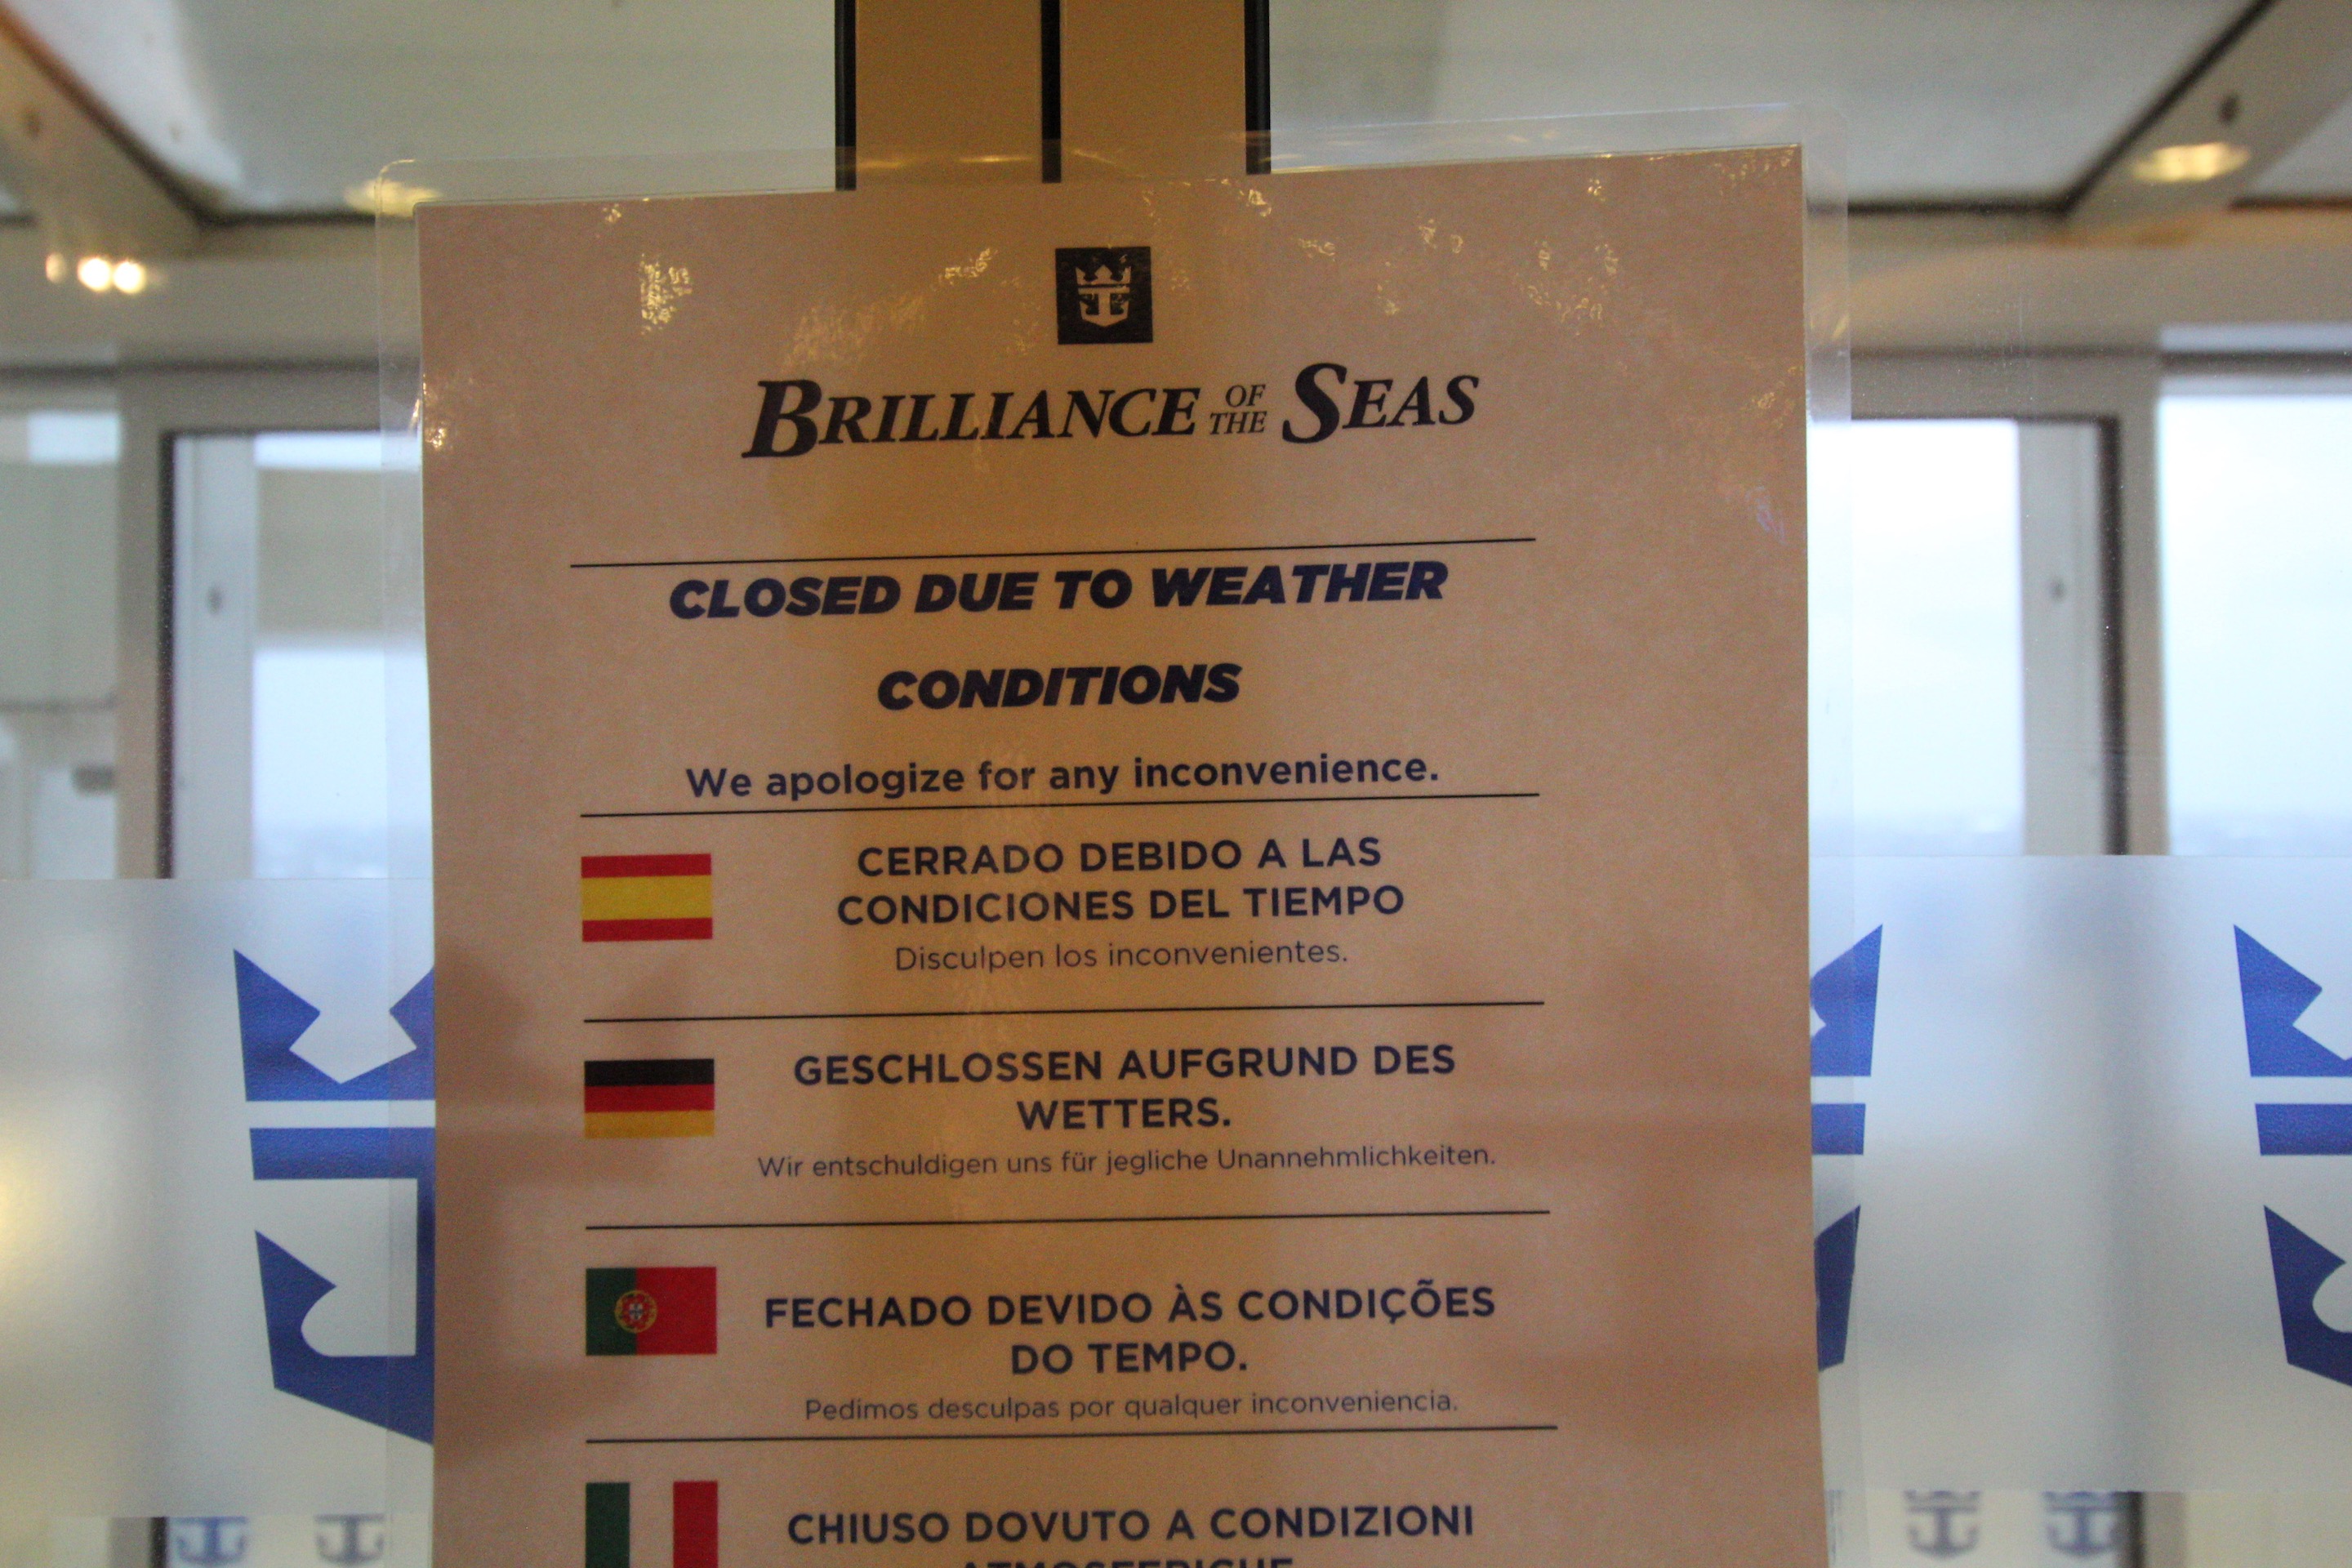 BRILLIANCE OF THE SEAS
CLOSED DUE TO WEATHER
CONDITIONS
We apologize for any inconvenience.
CERRADO DEBIDO A LAS
CONDICIONES DEL TIEMPO
Disculpen los inconvenientes.
GESCHLOSSEN AUFGRUND DES
WETTERS.
Wir entschuldigen uns für jegliche Unannehmlichkeiten.
FECHADO DEVIDO ÀS CONDIÇÕES
DO TEMPO.
Pedimos desculpas por qualquer inconveniencia.
CHIUSO DOVUTO A CONDIZIONI